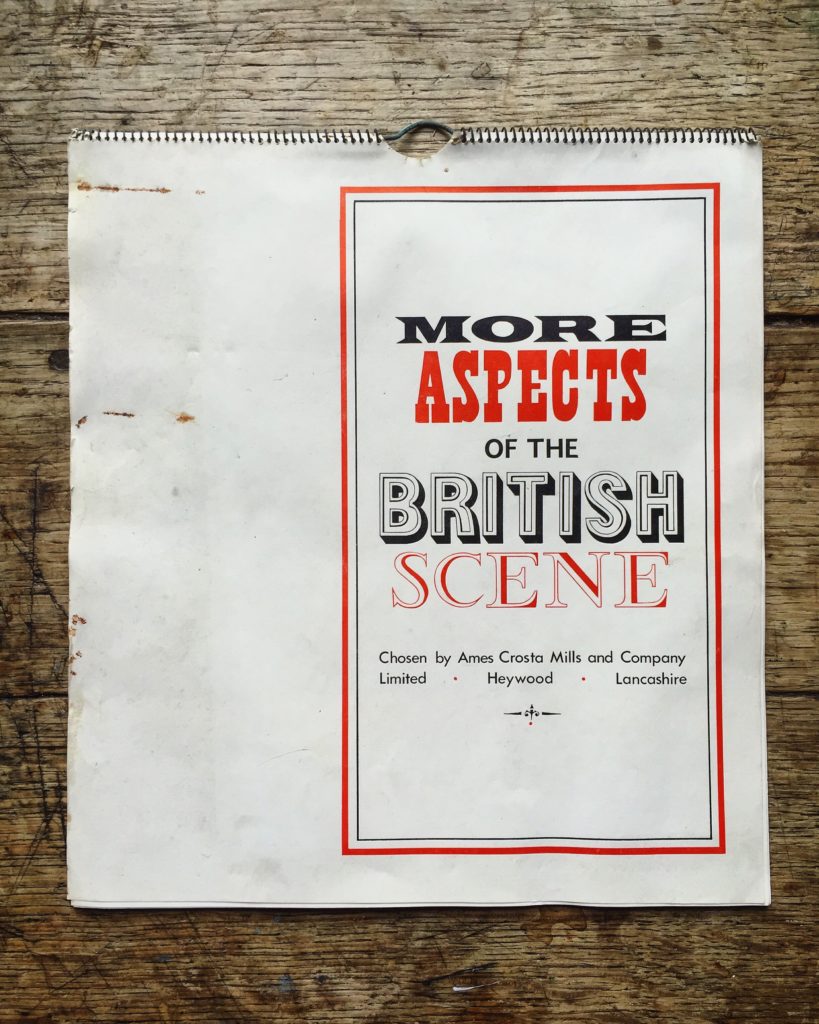 MORE
ASPECTS
OF THE
BRITISH
SCENE
Chosen by Ames Crosta Mills and Company
Limited • Heywood • Lancashire